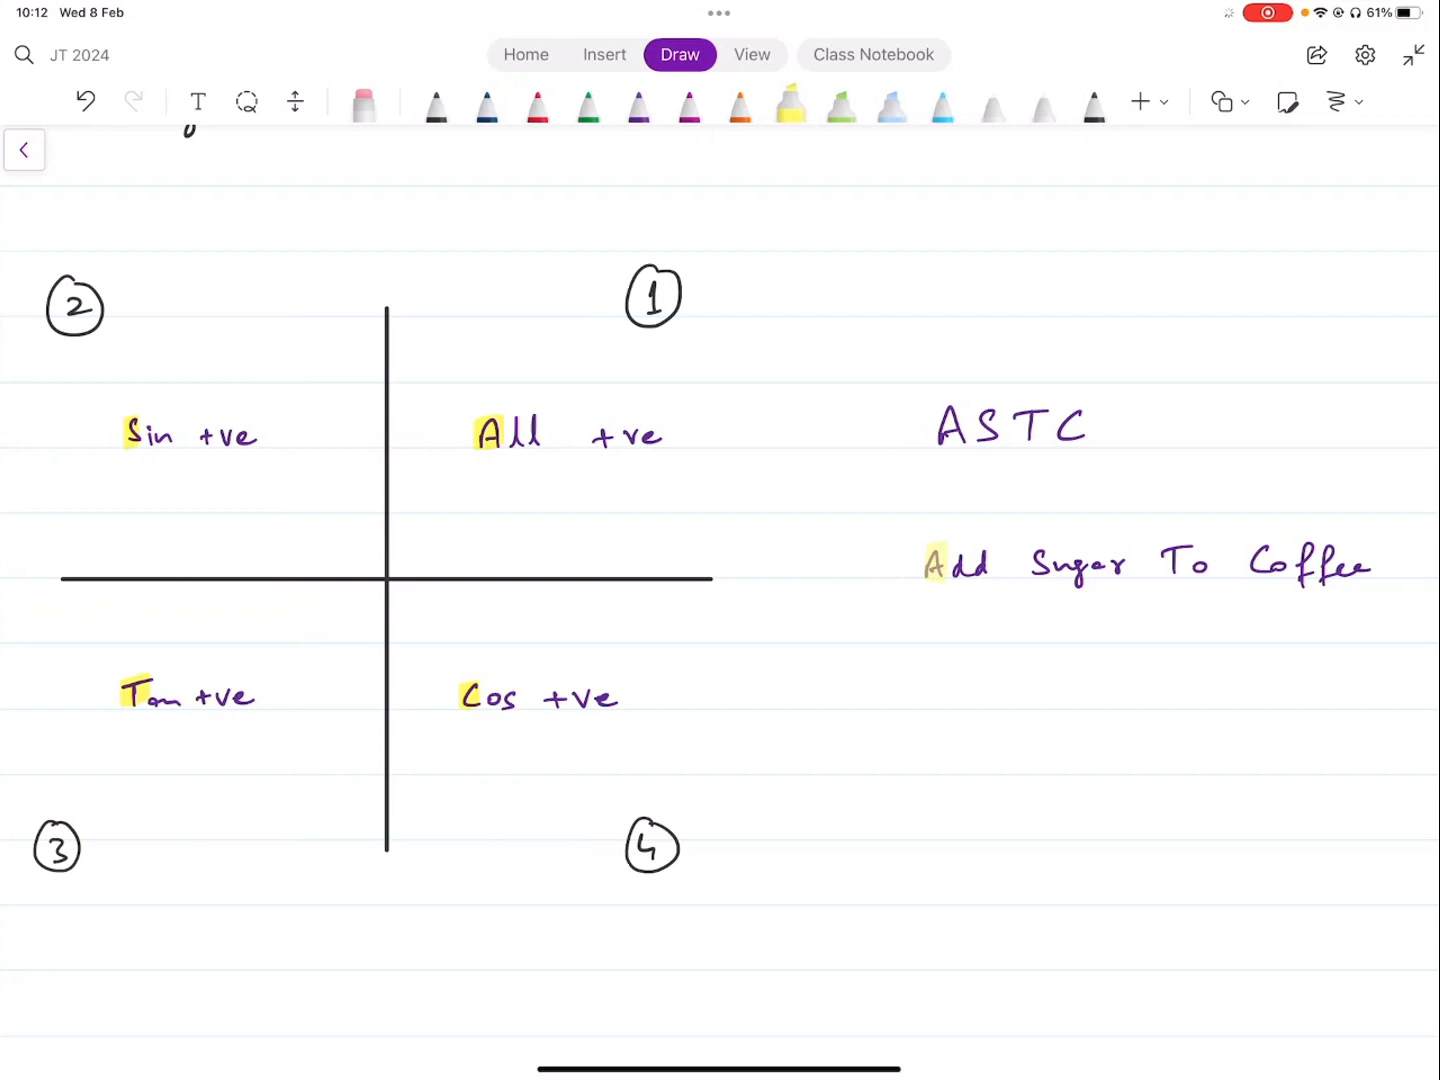 10:12 Wed 8 Feb
61%
JT 2024
Home Insert Draw View Class Notebook
T
2
1
Sin +ve
All +ve
ASTC
Add Sugar To Coffee
Tan +ve
Cos +ve
3
4